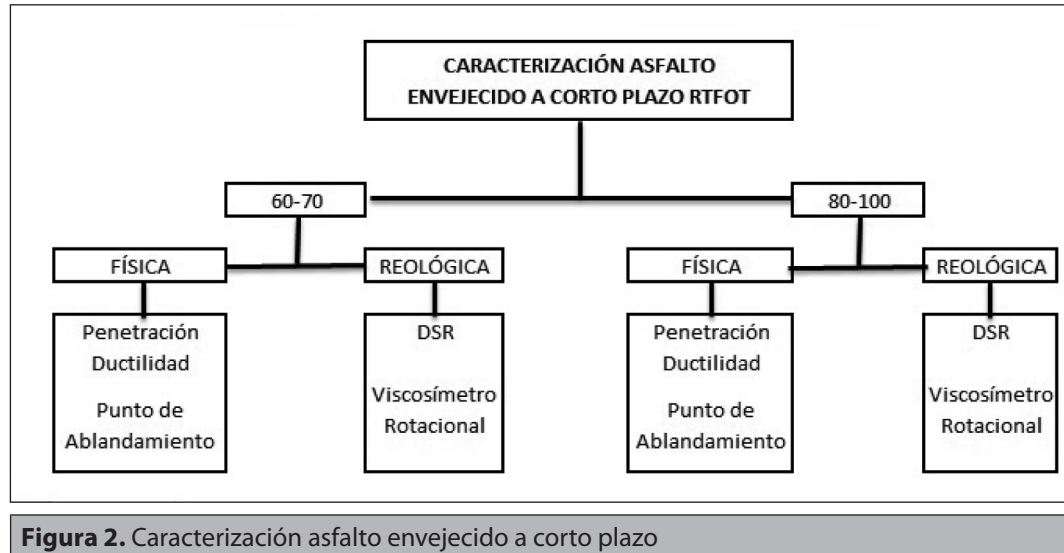 CARACTERIZACIÓN ASFALTO
ENVEJECIDO A CORTO PLAZO RTFOT
60-70
80-100
FÍSICA
REOLÓGICA
FÍSICA
REOLÓGICA
Penetración
Ductilidad
Punto de
Ablandamiento
DSR
Viscosímetro
Rotacional
Penetración
Ductilidad
Punto de
Ablandamiento
DSR
Viscosímetro
Rotacional
Figura 2. Caracterización asfalto envejecido a corto plazo